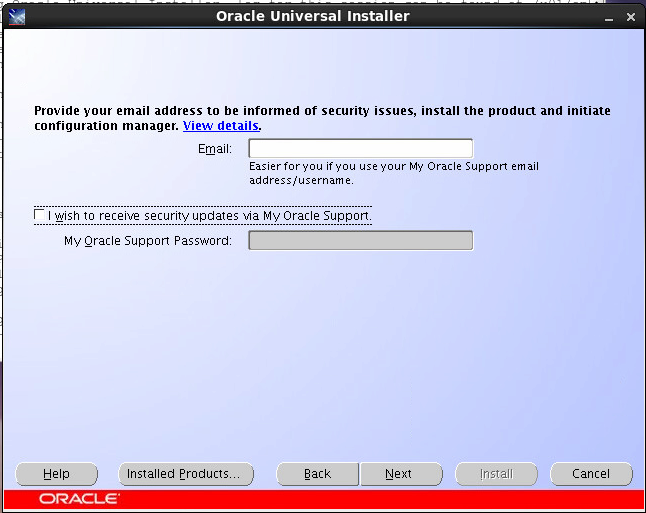 Oracle Universal Installer
Provide your email address to be informed of security issues, install the product and initiate
configuration manager. View details.
Email:
Easier for you if you use your My Oracle Support email
address/username.
I wish to receive security updates via My Oracle Support.
My Oracle Support Password:
Help
Installed Products...
Back
Next
Install
Cancel
ORACLE